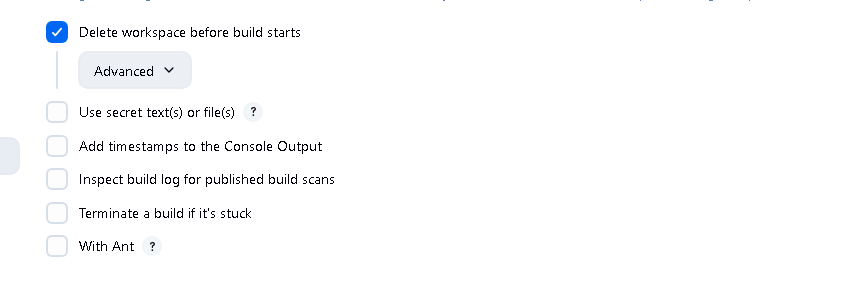 Delete workspace before build starts
Advanced
Use secret text(s) or file(s) ?
Add timestamps to the Console Output
Inspect build log for published build scans
Terminate a build if it's stuck
With Ant ?